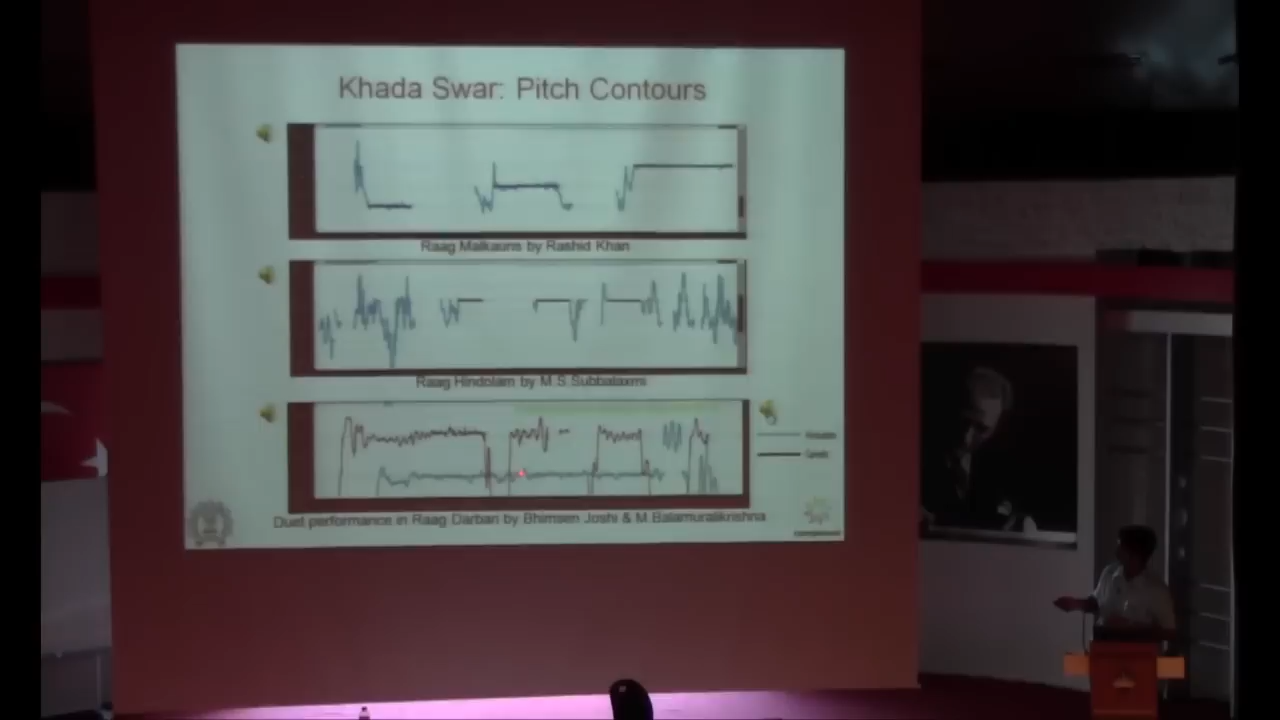 Khada Swar: Pitch Contours
Raag Malkauns by Rashid Khan
Raag Hindolam by M.S.Subbalaxmi
Duet performance in Raag Darbari by Bhimsen Joshi & M.Balamuralikrishna